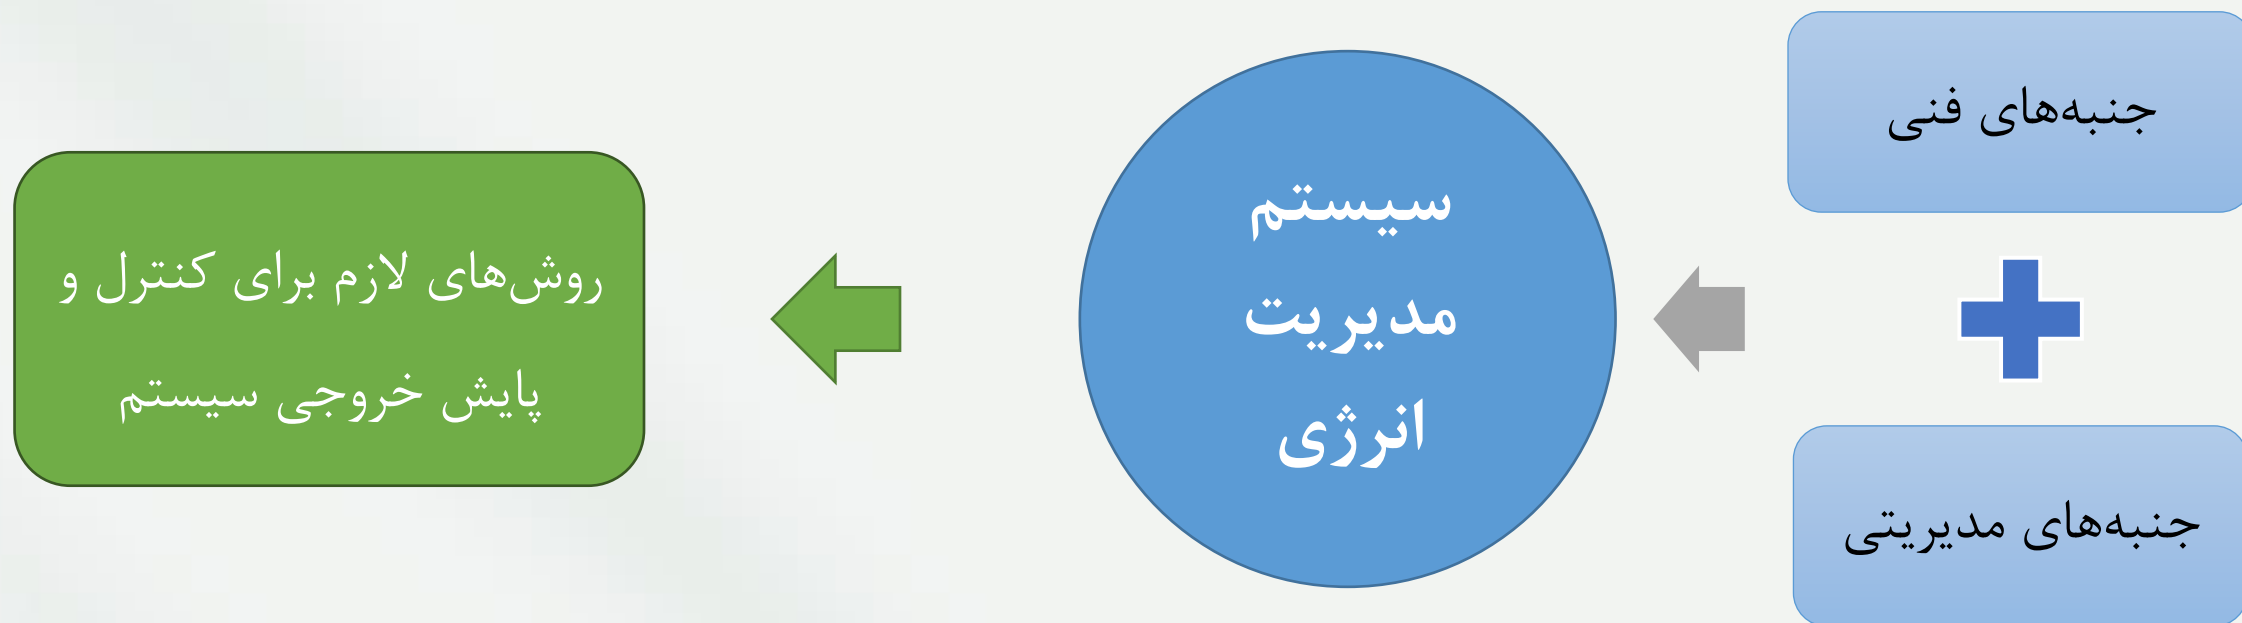 جنبه‌های فنی
جنبه‌های مدیریتی
سیستم
مدیریت
انرژی
روش‌های لازم برای کنترل و
پایش خروجی سیستم